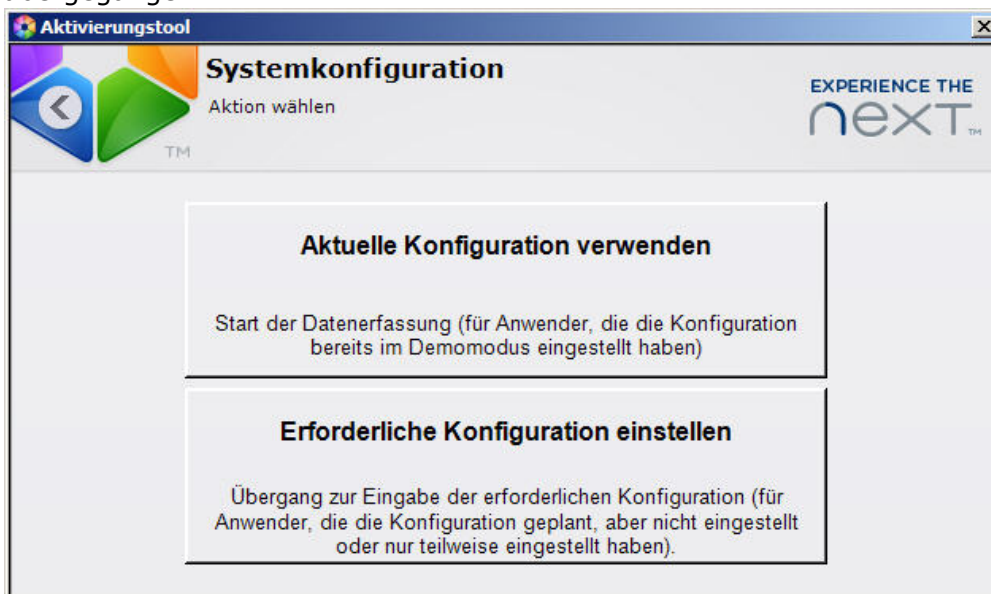 Aktivierungstool
Systemkonfiguration
Aktion wählen
TM
EXPERIENCE THE
next™
Aktuelle Konfiguration verwenden
Start der Datenerfassung (für Anwender, die die Konfiguration
bereits im Demomodus eingestellt haben)
Erforderliche Konfiguration einstellen
Übergang zur Eingabe der erforderlichen Konfiguration (für
Anwender, die die Konfiguration geplant, aber nicht eingestellt
oder nur teilweise eingestellt haben).